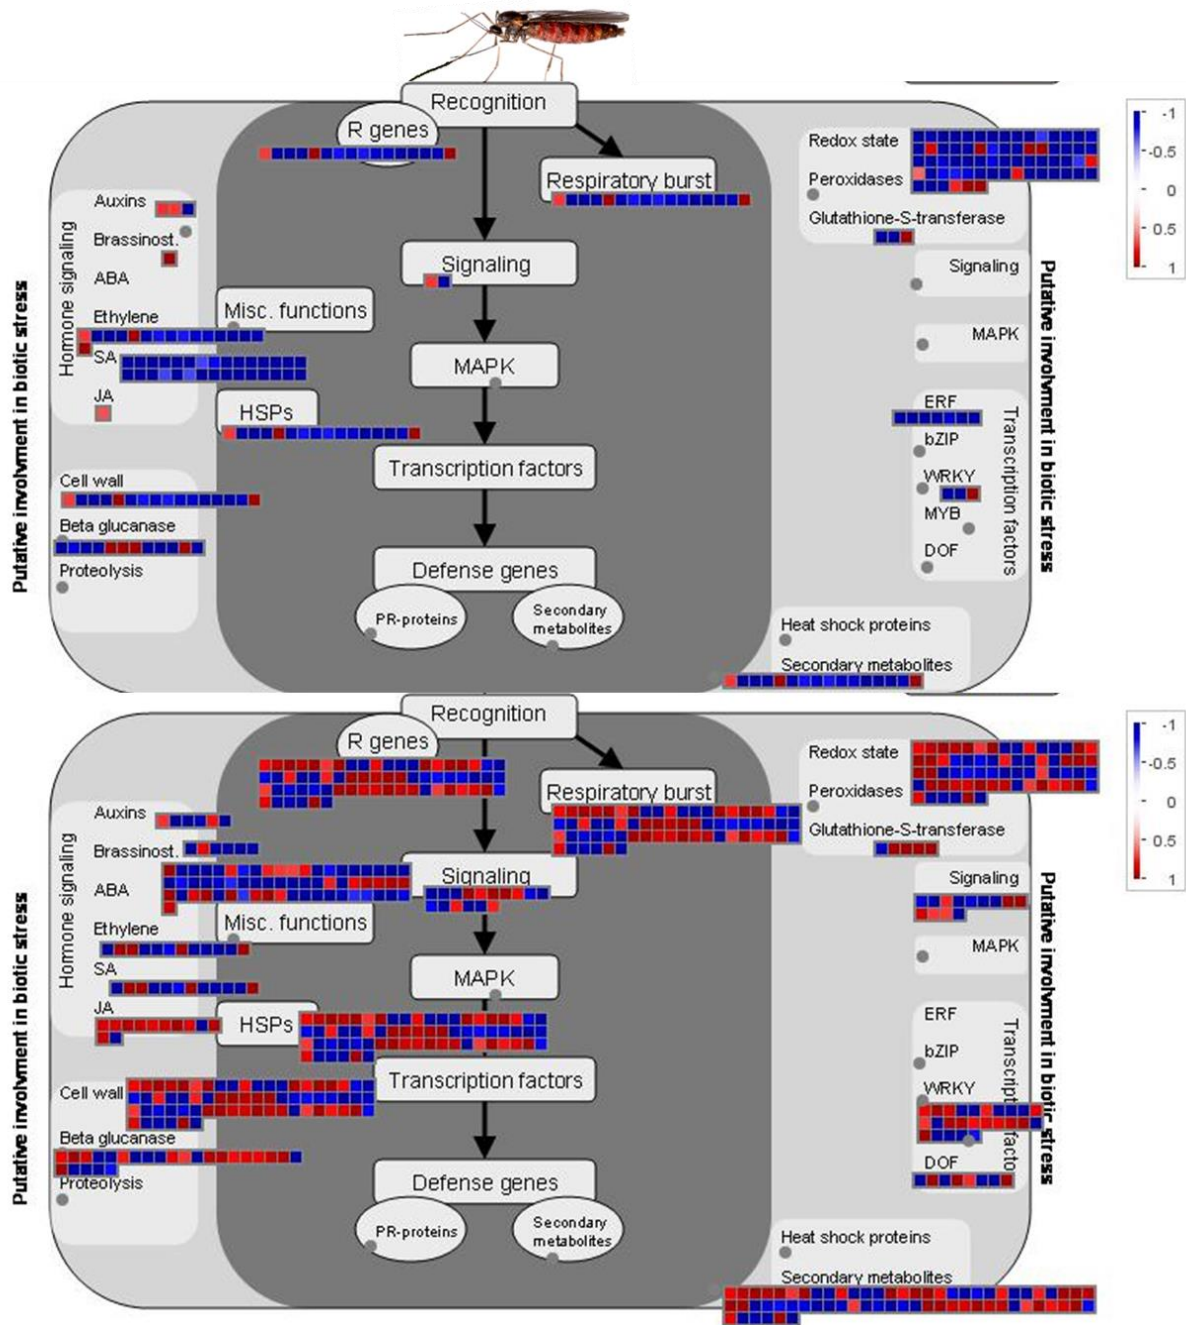 Recognition
R genes
Respiratory burst
Redox state
Peroxidases
Glutathione-S-transferase
-1
-0.5
0
0.5
1
Auxins
Brassinost.
ABA
Ethylene
SA
JA
Hormone signaling
Signaling
Misc. functions
MAPK
HSPs
Transcription factors
Signaling
MAPK
ERF
bZIP
WRKY
MYB
DOF
Transcription factors
Putative involvment in biotic stress
Putative involvment in biotic stress
Cell wall
Beta glucanase
Proteolysis
Defense genes
PR-proteins
Secondary
metabolites
Heat shock proteins
Secondary metabolites
Recognition
R genes
Respiratory burst
Redox state
Peroxidases
Glutathione-S-transferase
-1
-0.5
0
0.5
1
Auxins
Brassinost.
ABA
Ethylene
SA
JA
Hormone signaling
Signaling
Misc. functions
MAPK
HSPs
Transcription factors
Signaling
MAPK
ERF
bZIP
WRKY
DOF
Putative involvment in biotic stress
Putative involvment in biotic stress
Cell wall
Beta glucanase
Proteolysis
Defense genes
PR-proteins
Secondary
metabolites
Heat shock proteins
Secondary metabolites